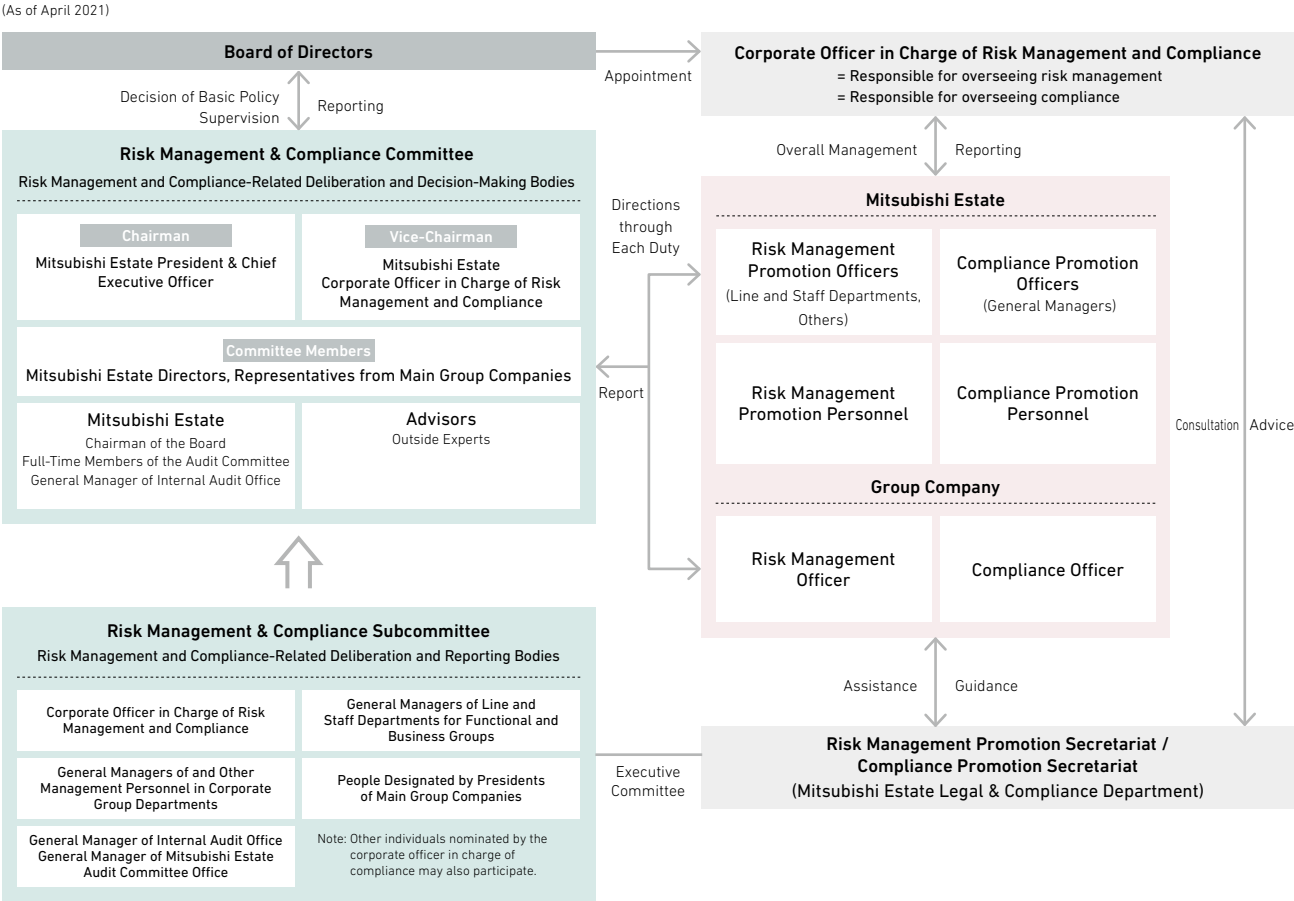 (As of April 2021)
Board of Directors
Appointment
Corporate Officer in Charge of Risk Management and Compliance
= Responsible for overseeing risk management
= Responsible for overseeing compliance
Decision of Basic Policy
Supervision
Reporting
Overall Management
Reporting
Risk Management & Compliance Committee
Risk Management and Compliance-Related Deliberation and Decision-Making Bodies
Chairman
Mitsubishi Estate President & Chief
Executive Officer
Vice-Chairman
Mitsubishi Estate
Corporate Officer in Charge of Risk
Management and Compliance
Committee Members
Mitsubishi Estate Directors, Representatives from Main Group Companies
Mitsubishi Estate
Chairman of the Board
Full-Time Members of the Audit Committee
General Manager of Internal Audit Office
Advisors
Outside Experts
Directions
through
Each Duty
Report
Mitsubishi Estate
Risk Management
Promotion Officers
(Line and Staff Departments,
Others)
Compliance Promotion
Officers
(General Managers)
Risk Management
Promotion Personnel
Compliance Promotion
Personnel
Group Company
Risk Management
Officer
Compliance Officer
Consultation
Advice
Risk Management & Compliance Subcommittee
Risk Management and Compliance-Related Deliberation and Reporting Bodies
Corporate Officer in Charge of Risk
Management and Compliance
General Managers of Line and
Staff Departments for Functional and
Business Groups
General Managers of and Other
Management Personnel in Corporate
Group Departments
People Designated by Presidents
of Main Group Companies
General Manager of Internal Audit Office
General Manager of Mitsubishi Estate
Audit Committee Office
Note: Other individuals nominated by the
corporate officer in charge of
compliance may also participate.
Executive
Committee
Assistance
Guidance
Risk Management Promotion Secretariat /
Compliance Promotion Secretariat
(Mitsubishi Estate Legal & Compliance Department)